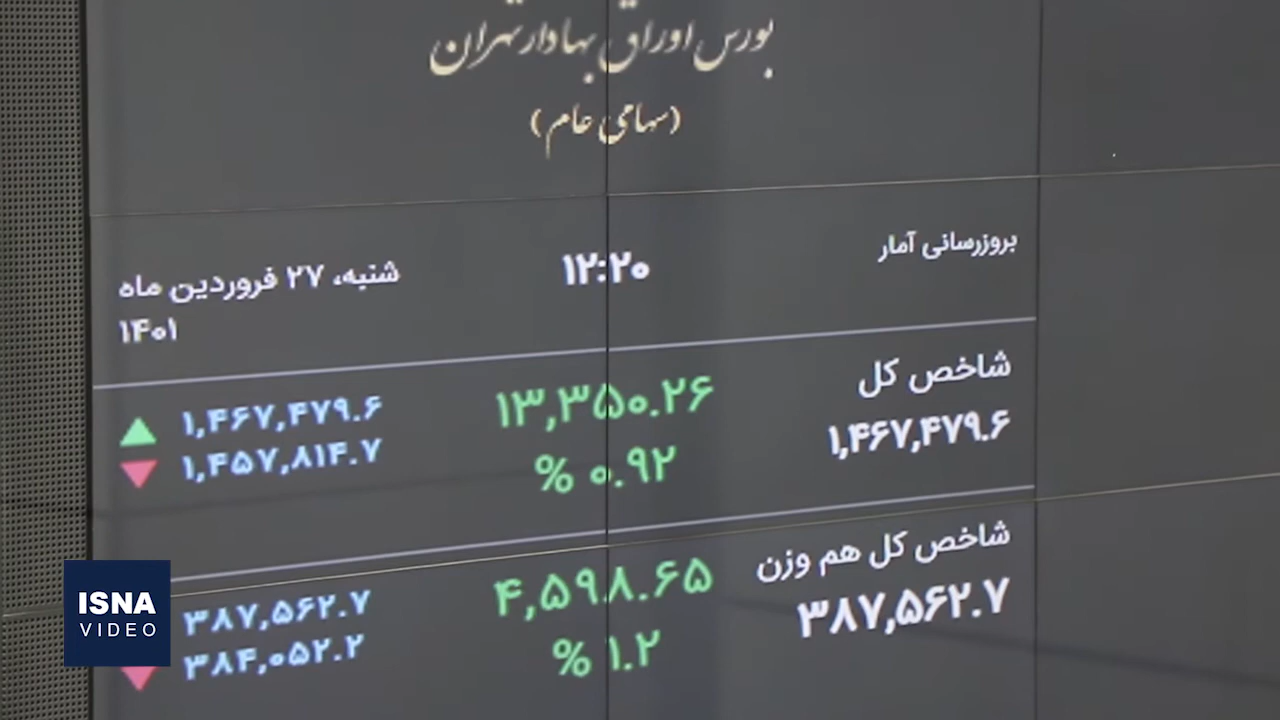 بورس اوراق بهادار تهران
(سهامی عام)
بروزرسانی آمار
۱۲:۲۰
شنبه، ۲۷ فروردین ماه
۱۴۰۱
شاخص کل
۱,۴۶۷,۴۷۹.۶
۱۳,۳۵۰.۲۶
% ۰.۹۲
۱,۴۶۷,۴۷۹.۶
۱,۴۵۷,۸۱۴.۷
شاخص کل هم وزن
۳۸۷,۵۶۲.۷
۴,۵۹۸.۶۵
% ۱.۲
۳۸۷,۵۶۲.۷
۳۸۴,۰۵۲.۲
ISNA
VIDEO